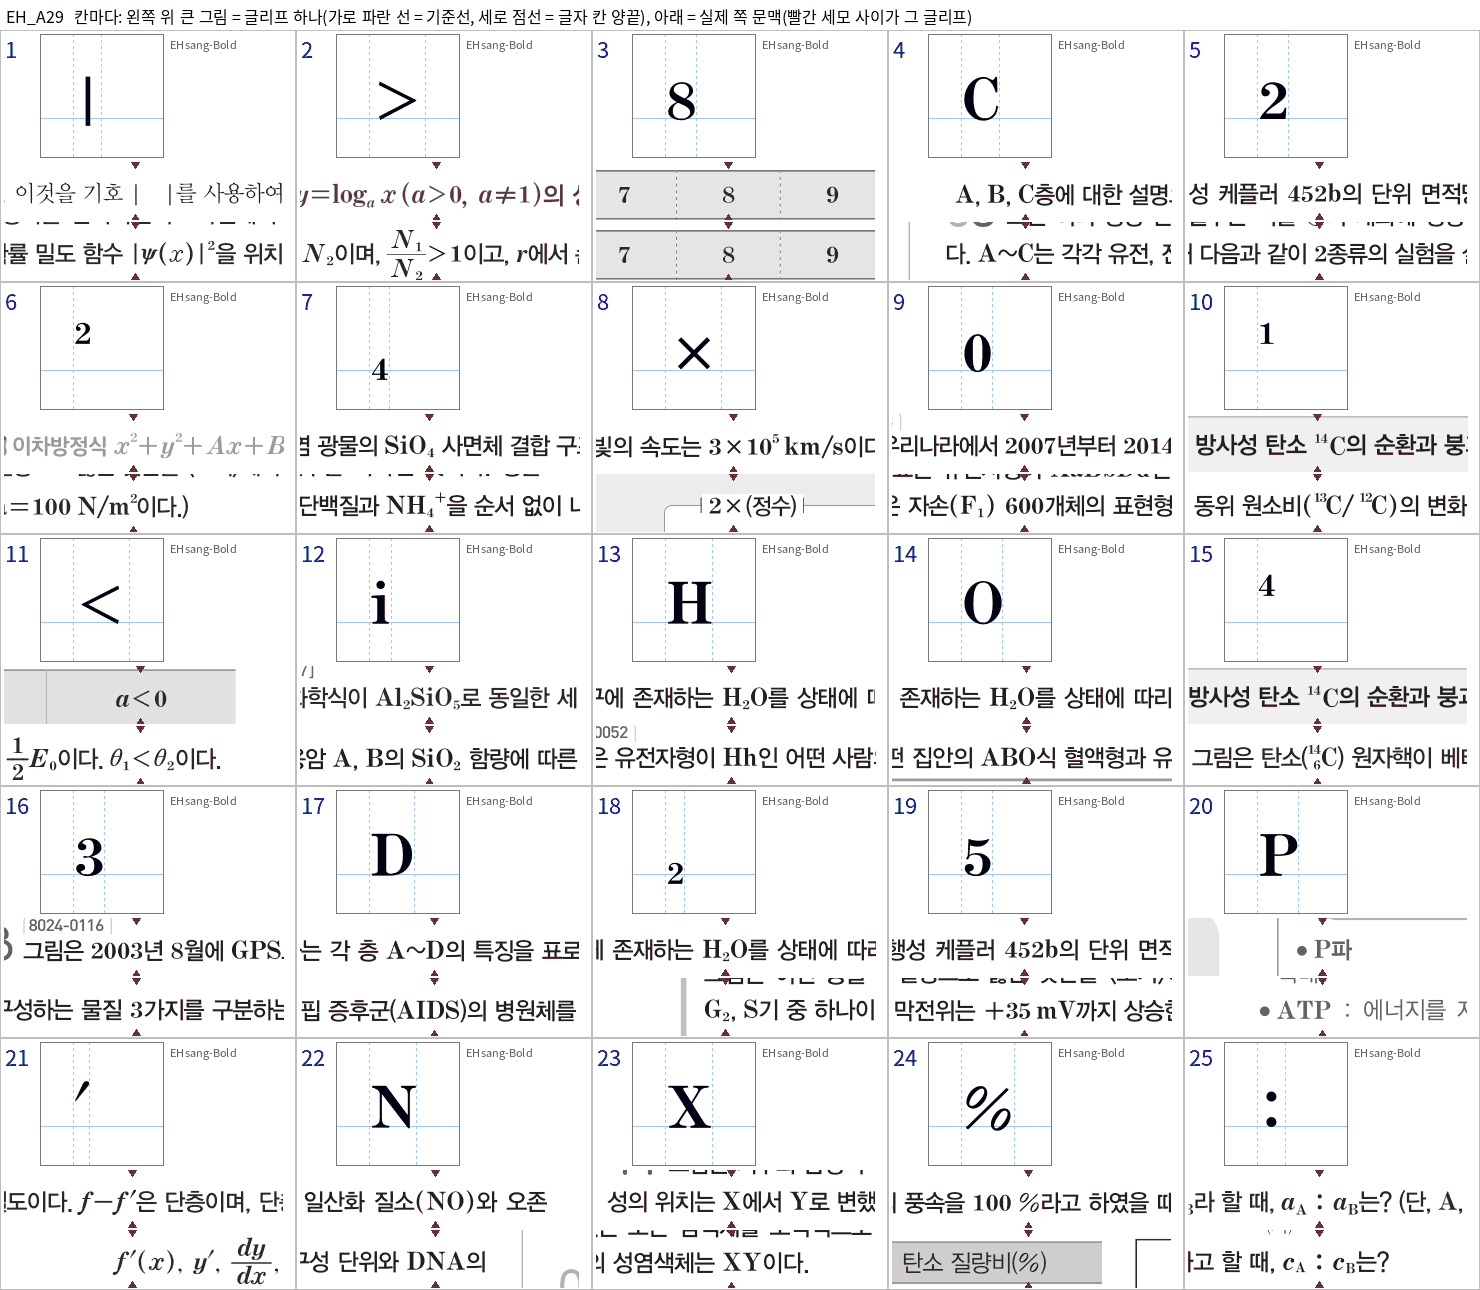 EH_A29 칸마다: 왼쪽 위 큰 그림 = 글리프 하나(가로 파란 선 = 기준선, 세로 점선 = 글자 칸 양끝), 아래 = 실제 쪽 문맥(빨간 세모 사이가 그 글리프)
1 EHsang-Bold
|
이것을 기호 | |를 사용하여
률 밀도 함수 |ψ(x)|²을 위치
2 EHsang-Bold
>
y=logₐ x (a>0, a≠1)의
N₂이며, N₁/N₂>1이고, r에서
3 EHsang-Bold
8
7 8 9
7 8 9
4 EHsang-Bold
C
A, B, C층에 대한 설명
다. A~C는 각각 유전,
5 EHsang-Bold
2
성 케플러 452b의 단위 면적
다음과 같이 2종류의 실험을
6 EHsang-Bold
2
이차방정식 x²+y²+Ax+B
=100 N/m²이다.)
7 EHsang-Bold
4
광물의 SiO₄ 사면체 결합 구
단백질과 NH₄⁺을 순서 없이 나
8 EHsang-Bold
×
빛의 속도는 3×10⁵ km/s이다
2×(정수)
9 EHsang-Bold
0
우리나라에서 2007년부터 2014
자손(F₁) 600개체의 표현형
10 EHsang-Bold
1
방사성 탄소 ¹⁴C의 순환과 붕
동위 원소비(¹³C/ ¹²C)의 변화
11 EHsang-Bold
<
a<0
1/2 E₀이다. θ₁<θ₂이다.
12 EHsang-Bold
i
화학식이 Al₂SiO₅로 동일한 세
암 A, B의 SiO₂ 함량에 따른
13 EHsang-Bold
H
에 존재하는 H₂O를 상태에 따
0052
은 유전자형이 Hh인 어떤 사람
14 EHsang-Bold
O
존재하는 H₂O를 상태에 따라
떤 집안의 ABO식 혈액형과 유
15 EHsang-Bold
4
방사성 탄소 ¹⁴C의 순환과 붕괴
그림은 탄소(¹⁴₆C) 원자핵이 베타
16 EHsang-Bold
3
8024-0116
그림은 2003년 8월에 GPS
구성하는 물질 3가지를 구분하는
17 EHsang-Bold
D
는 각 층 A~D의 특징을 표로
핍 증후군(AIDS)의 병원체를
18 EHsang-Bold
2
존재하는 H₂O를 상태에 따라
G₂, S기 중 하나이
19 EHsang-Bold
5
행성 케플러 452b의 단위 면적
막전위는 +35 mV까지 상승한
20 EHsang-Bold
P
● P파
● ATP : 에너지를 저
21 EHsang-Bold
′
도이다. f−f′은 단층이며, 단층
f′(x), y′, dy/dx,
22 EHsang-Bold
N
일산화 질소(NO)와 오존
구성 단위와 DNA의
23 EHsang-Bold
X
성의 위치는 X에서 Y로 변했
의 성염색체는 XY이다.
24 EHsang-Bold
%
풍속을 100 %라고 하였을 때
탄소 질량비(%)
25 EHsang-Bold
:
라 할 때, a_A : a_B는? (단, A,
라고 할 때, c_A : c_B는?